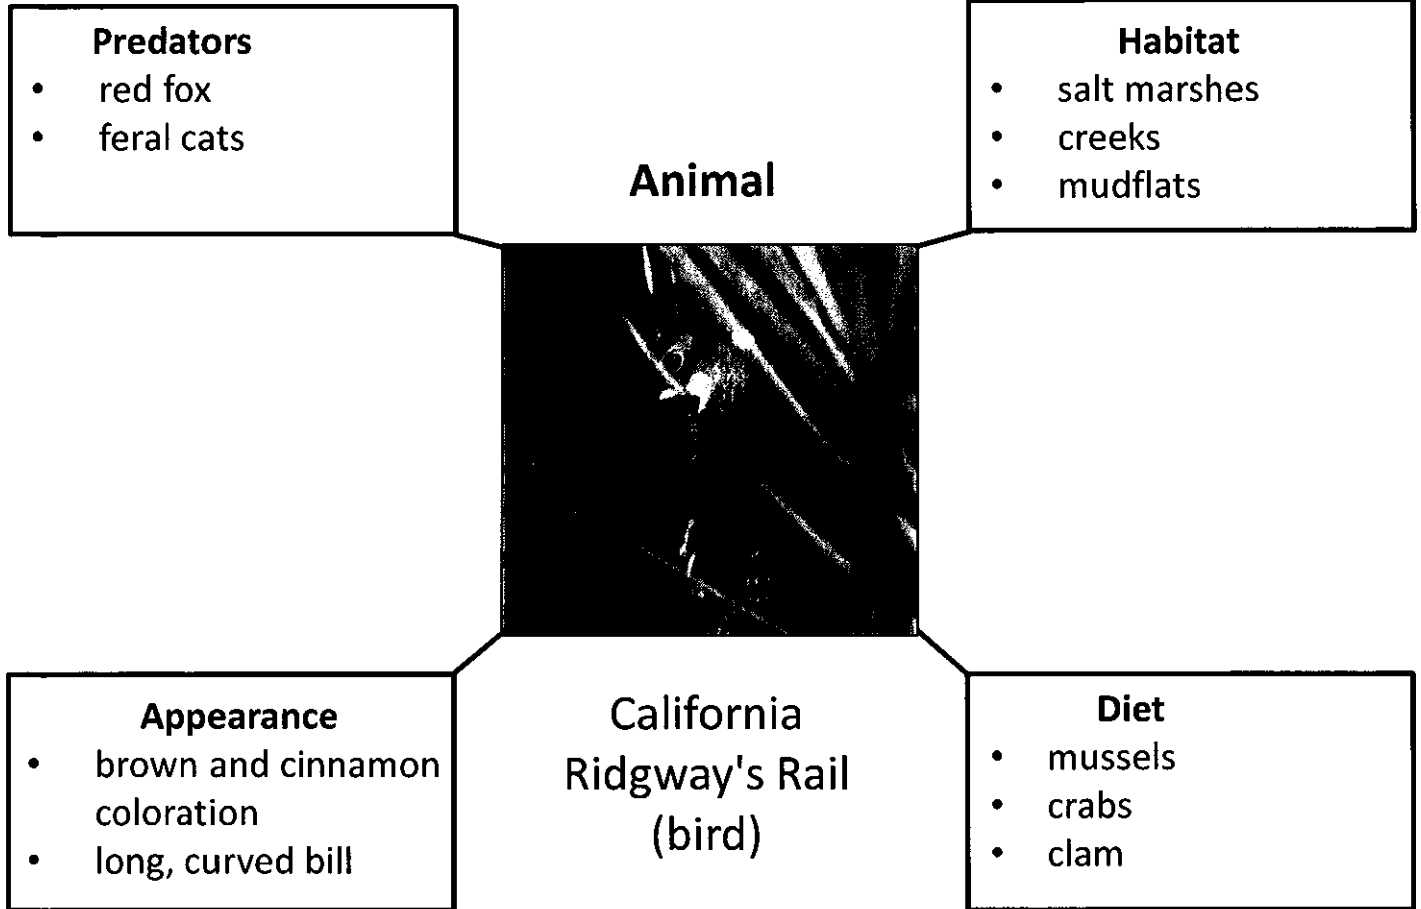 Predators
• red fox
• feral cats
Habitat
• salt marshes
• creeks
• mudflats
Animal
Appearance
• brown and cinnamon
coloration
• long, curved bill
California
Ridgway's Rail
(bird)
Diet
• mussels
• crabs
• clam